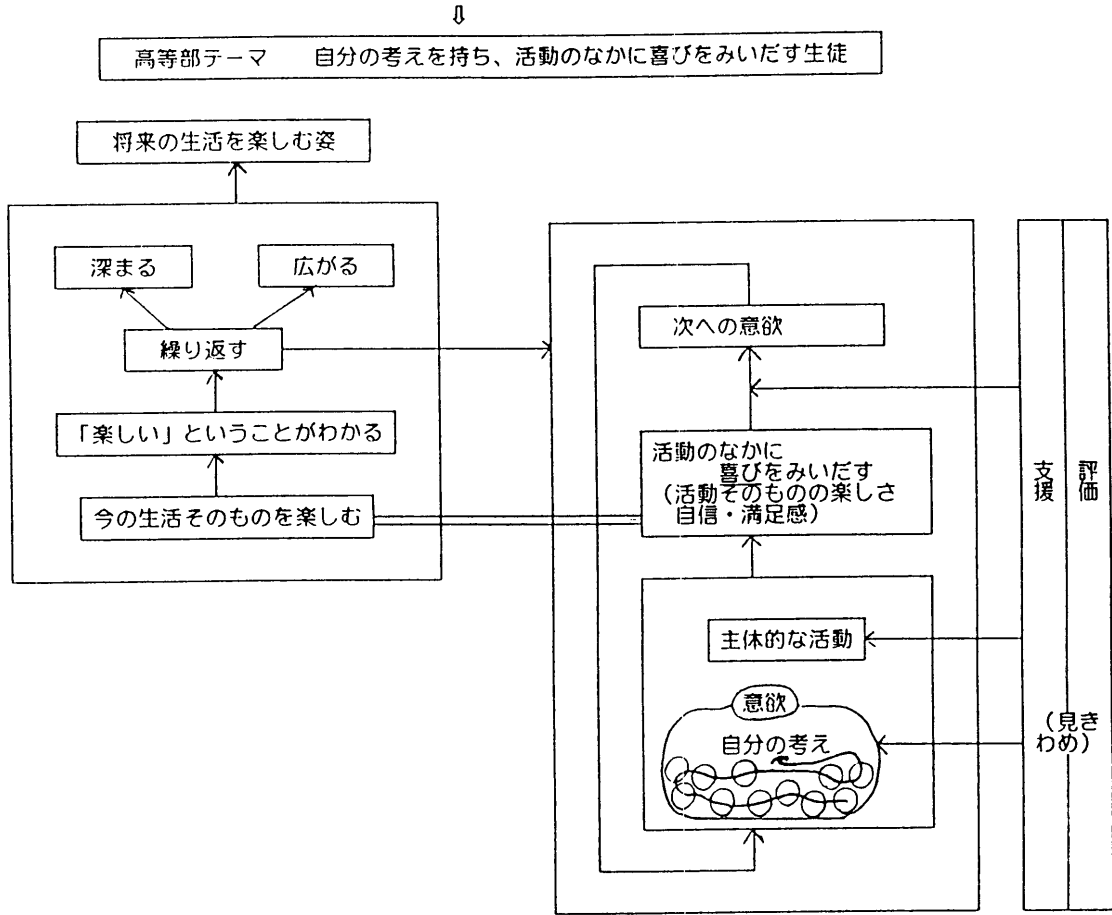 高等部テーマ　自分の考えを持ち、活動のなかに喜びをみいだす生徒
将来の生活を楽しむ姿
深まる
広がる
繰り返す
「楽しい」ということがわかる
今の生活そのものを楽しむ
次への意欲
活動のなかに
喜びをみいだす
（活動そのものの楽しさ
自信・満足感）
主体的な活動
意欲
自分の考え
支援
評価
（見き
わめ）